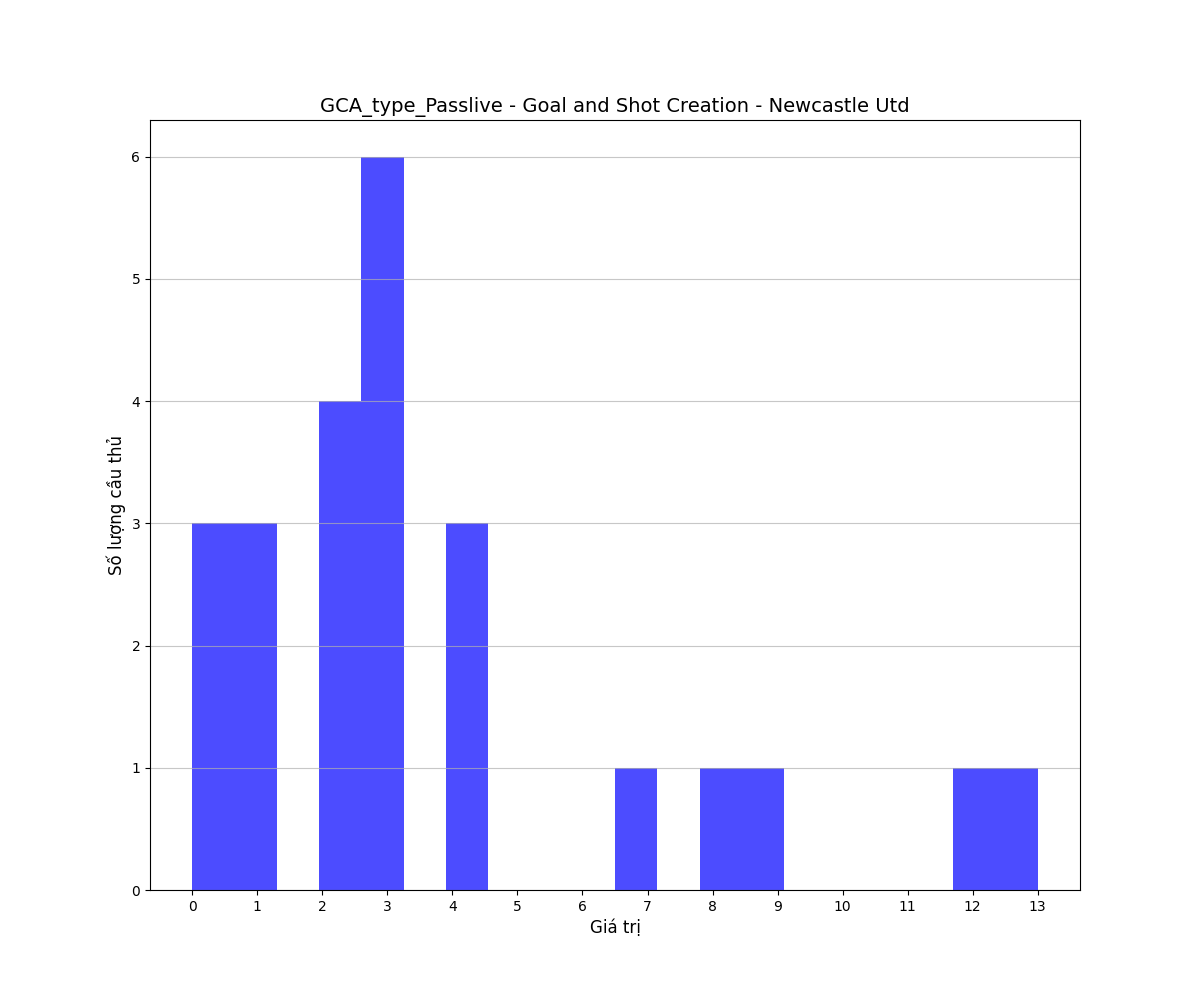 GCA_type_Passlive - Goal and Shot Creation - Newcastle Utd
Số lượng cầu thủ
6
5
4
3
2
1
0
0 1 2 3 4 5 6 7 8 9 10 11 12 13
Giá trị